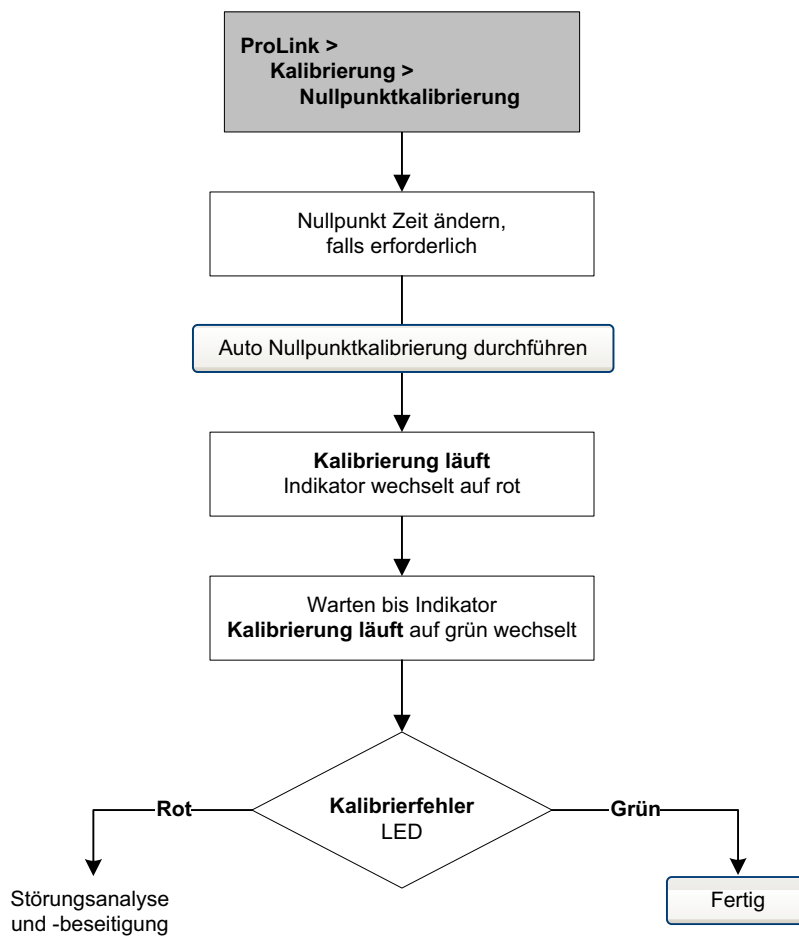 ProLink >
Kalibrierung >
Nullpunktkalibrierung
Nullpunkt Zeit ändern,
falls erforderlich
Auto Nullpunktkalibrierung durchführen
Kalibrierung läuft
Indikator wechselt auf rot
Warten bis Indikator
Kalibrierung läuft auf grün wechselt
Rot
Kalibrierfehler
LED
Grün
Störungsanalyse
und -beseitigung
Fertig